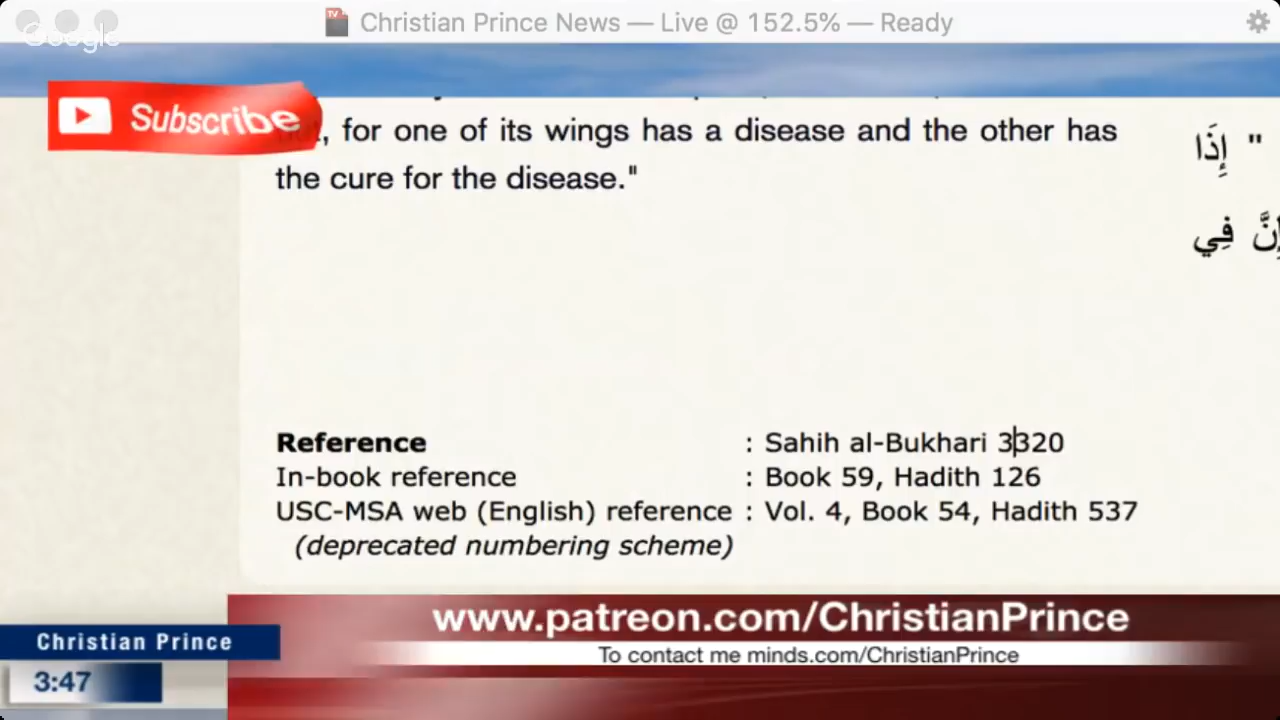 Christian Prince News — Live @ 152.5% — Ready
Google
Subscribe
, for one of its wings has a disease and the other has
the cure for the disease."
" إِذَا
إِنَّ فِي
Reference : Sahih al-Bukhari 3320
In-book reference : Book 59, Hadith 126
USC-MSA web (English) reference : Vol. 4, Book 54, Hadith 537
(deprecated numbering scheme)
www.patreon.com/ChristianPrince
To contact me minds.com/ChristianPrince
Christian Prince
3:47